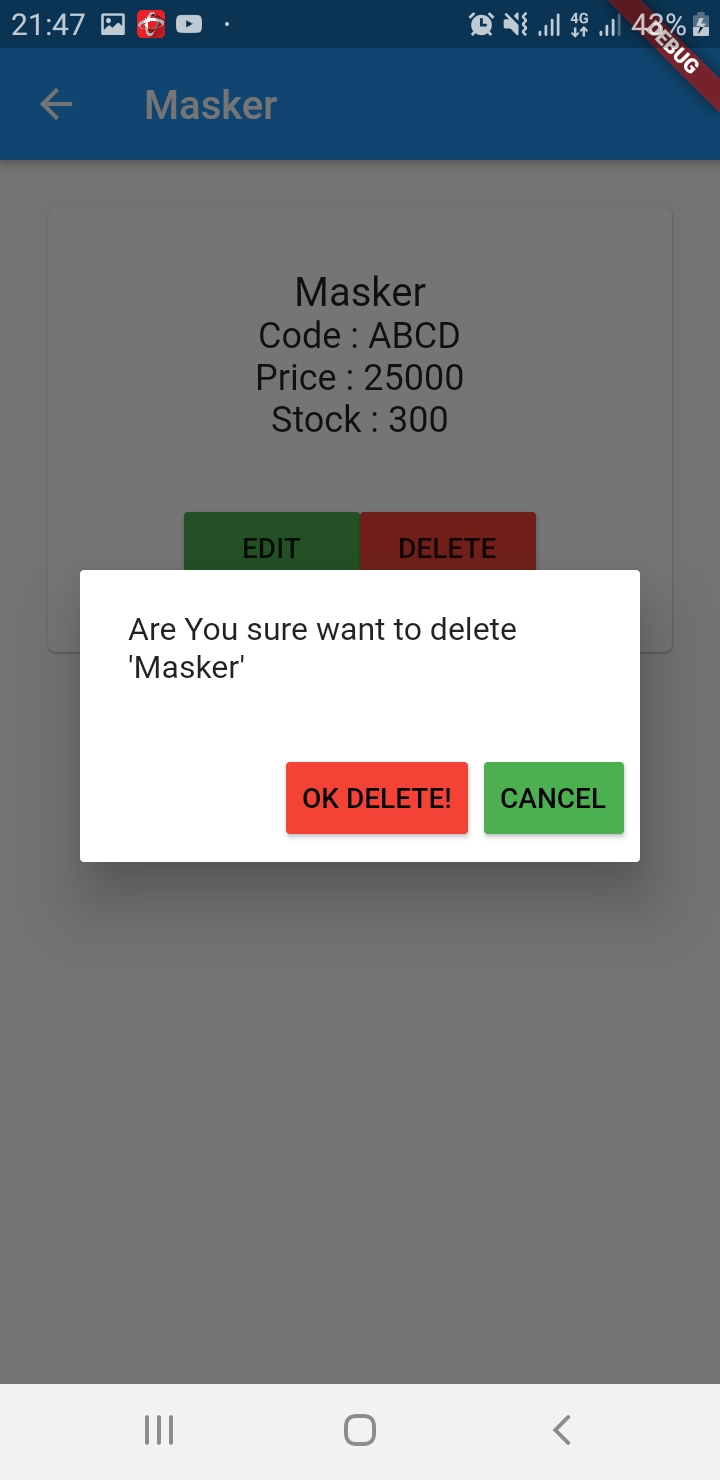 21:47 4G 43%
DEBUG
Masker
Masker
Code : ABCD
Price : 25000
Stock : 300
EDIT DELETE
Are You sure want to delete
'Masker'
OK DELETE! CANCEL